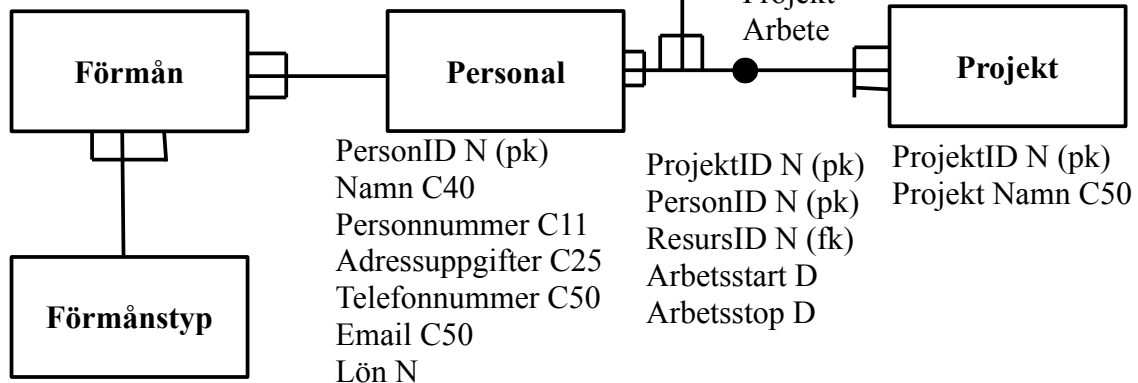 Projekt
Arbete
Förmån
Personal
Projekt
PersonID N (pk)
Namn C40
Personnummer C11
Adressuppgifter C25
Telefonnummer C50
Email C50
Lön N
ProjektID N (pk)
PersonID N (pk)
ResursID N (fk)
Arbetsstart D
Arbetsstop D
ProjektID N (pk)
Projekt Namn C50
Förmånstyp